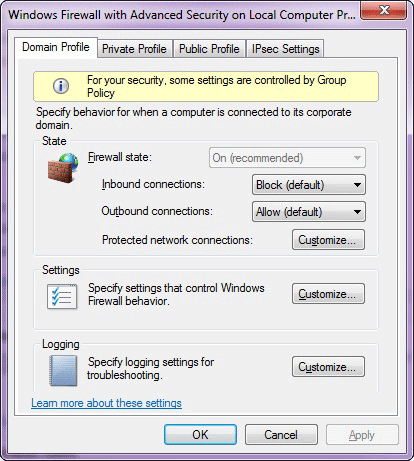 Windows Firewall with Advanced Security on Local Computer Pr...
Domain Profile Private Profile Public Profile IPsec Settings
For your security, some settings are controlled by Group
Policy
Specify behavior for when a computer is connected to its corporate
domain.
State
Firewall state: On (recommended)
Inbound connections: Block (default)
Outbound connections: Allow (default)
Protected network connections: Customize...
Settings
Specify settings that control Windows
Firewall behavior.
Customize...
Logging
Specify logging settings for
troubleshooting.
Customize...
Learn more about these settings
OK Cancel Apply